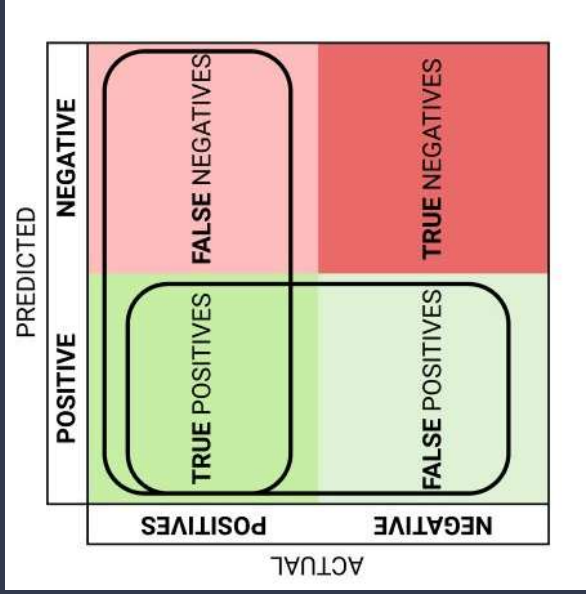 PREDICTED
NEGATIVE
POSITIVE
FALSE NEGATIVES
TRUE NEGATIVES
TRUE POSITIVES
FALSE POSITIVES
POSITIVES
NEGATIVE
ACTUAL